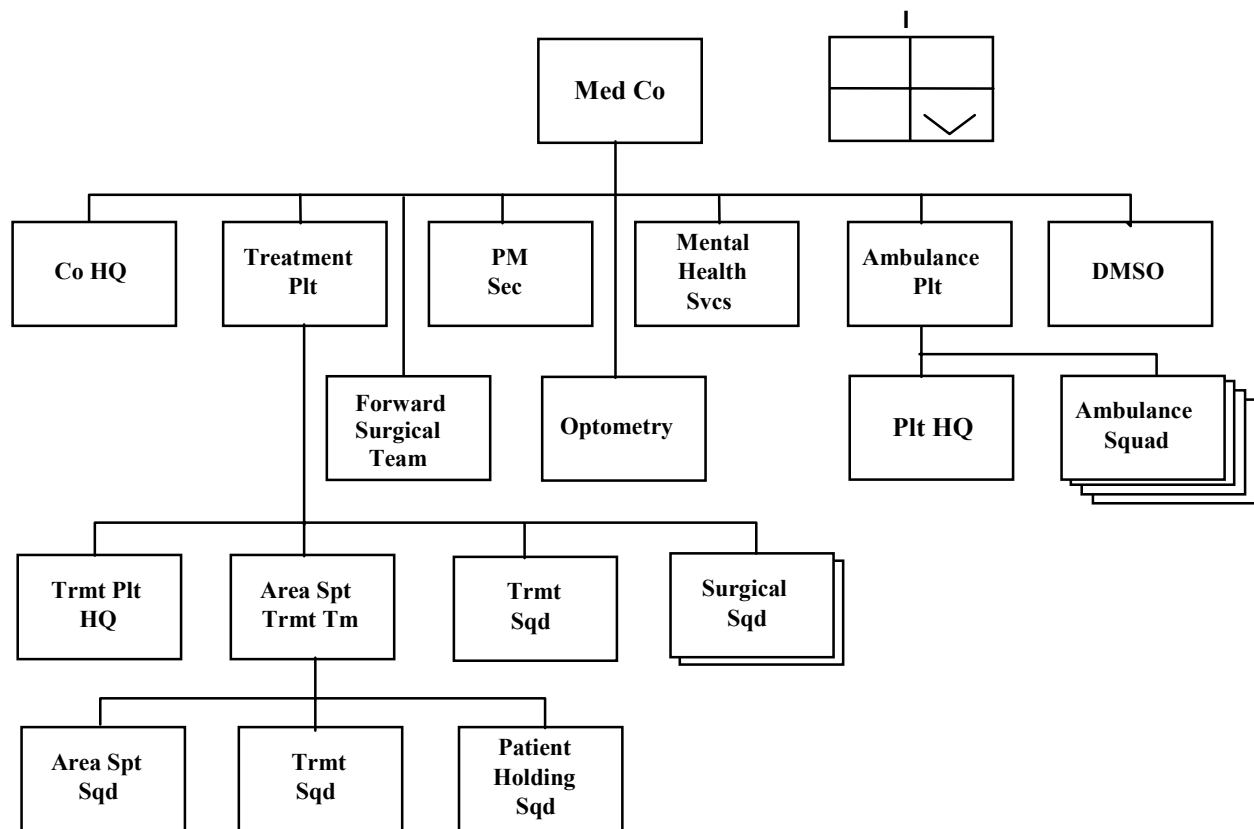 I
Med Co
Co HQ
Treatment
Plt
PM
Sec
Mental
Health
Svcs
Ambulance
Plt
DMSO
Forward
Surgical
Team
Optometry
Plt HQ
Ambulance
Squad
Trmt Plt
HQ
Area Spt
Trmt Tm
Trmt
Sqd
Surgical
Sqd
Area Spt
Sqd
Trmt
Sqd
Patient
Holding
Sqd